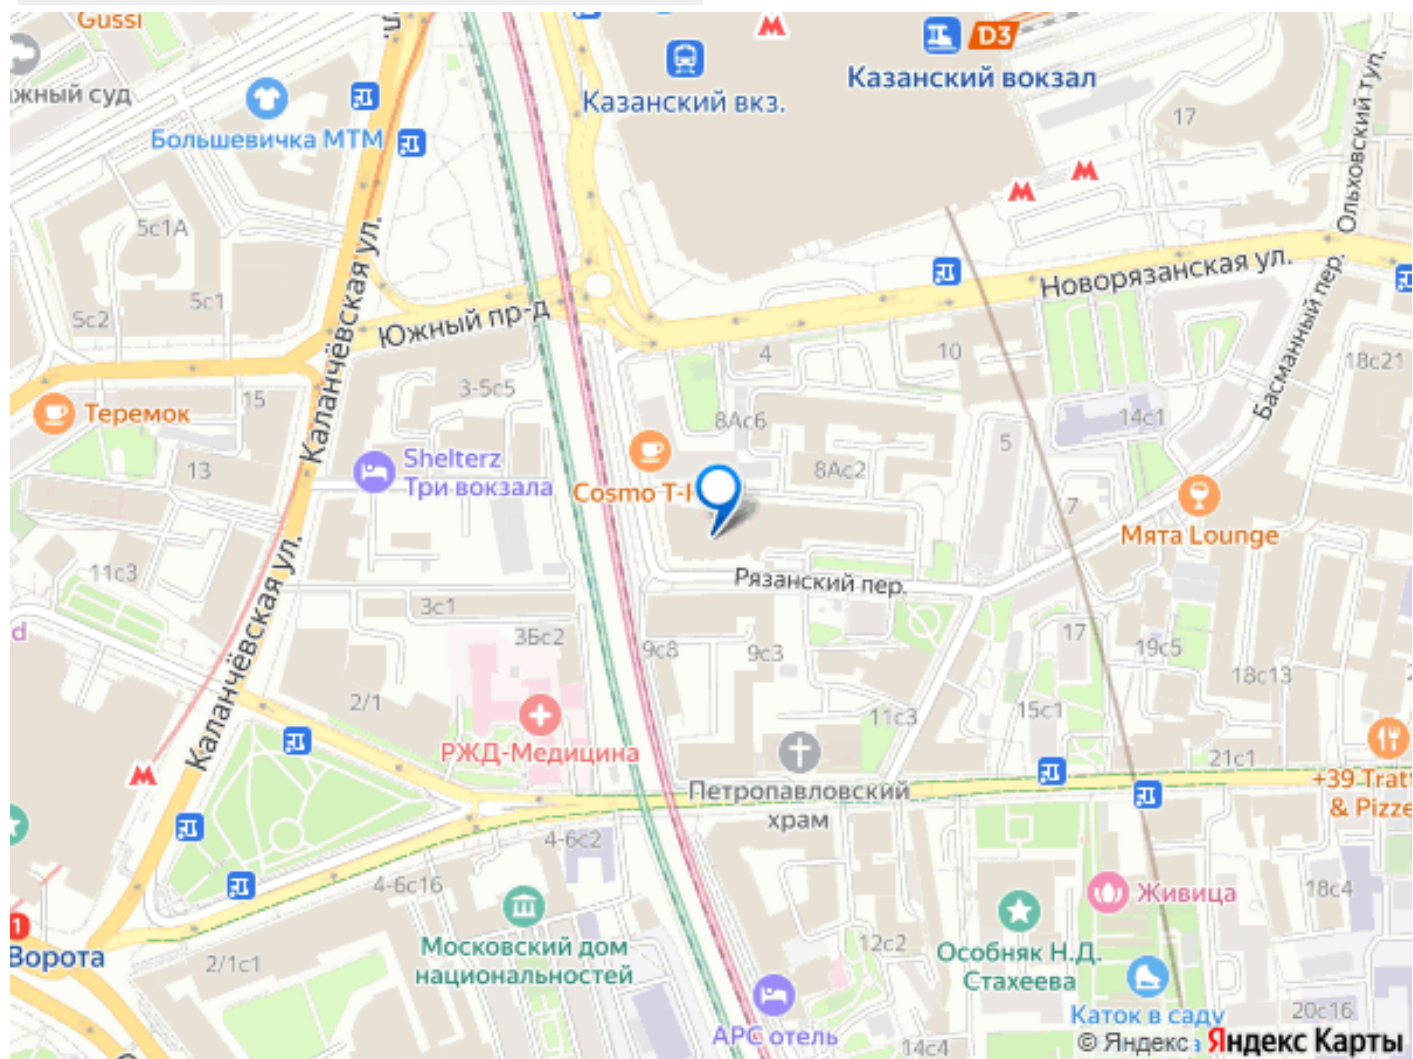 Gussi
D3
Казанский вокзал
Казанский вкз.
жный суд
Большевичка МТМ
17
Ольховский туп.
5с1А
5с1
5с2
Каланчёвская ул.
Южный пр-д
Новорязанская ул.
Басманный пер.
4
10
18с21
3-5с5
15
Теремок
8Ас6
14с1
5
13
Shelterz
Три вокзала
Cosmo T-I
8Ас2
7
Мята Lounge
11с3
Каланчёвская ул.
Рязанский пер.
3с1
3Бс2
9с8
9с3
17
19с5
18с13
d
2/1
11с3
15с1
РЖД-Медицина
Каланчёвская ул.
Петропавловский
храм
21с1
+39 Tratt
& Pizze
4-6с2
4-6с16
Живица
18с4
1
Ворота
2/1с1
Московский дом
национальностей
12с2
Особняк Н.Д.
Стахеева
Каток в саду
20с16
АРС отель
14с4
© Яндекс Яндекс Карты